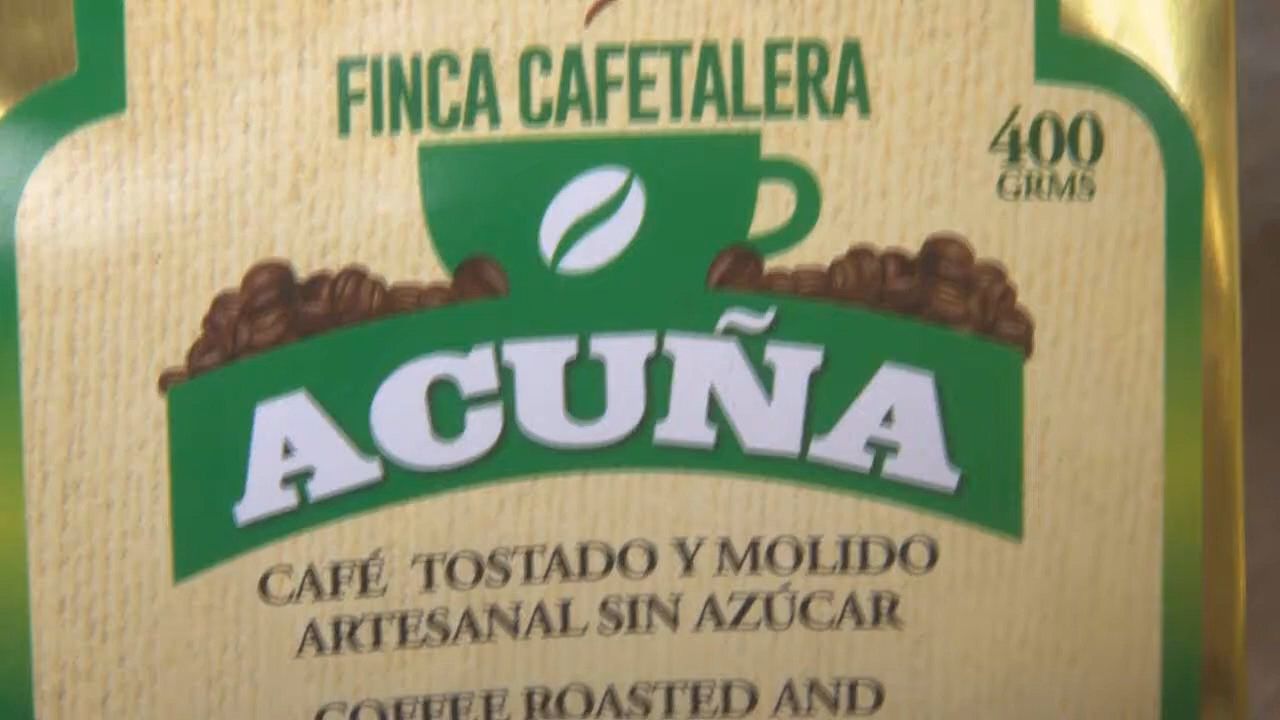 FINCA CAFETALERA
400
GRMS
ACUÑA
CAFÉ TOSTADO Y MOLIDO
ARTESANAL SIN AZÚCAR
COFFEE ROASTED AND